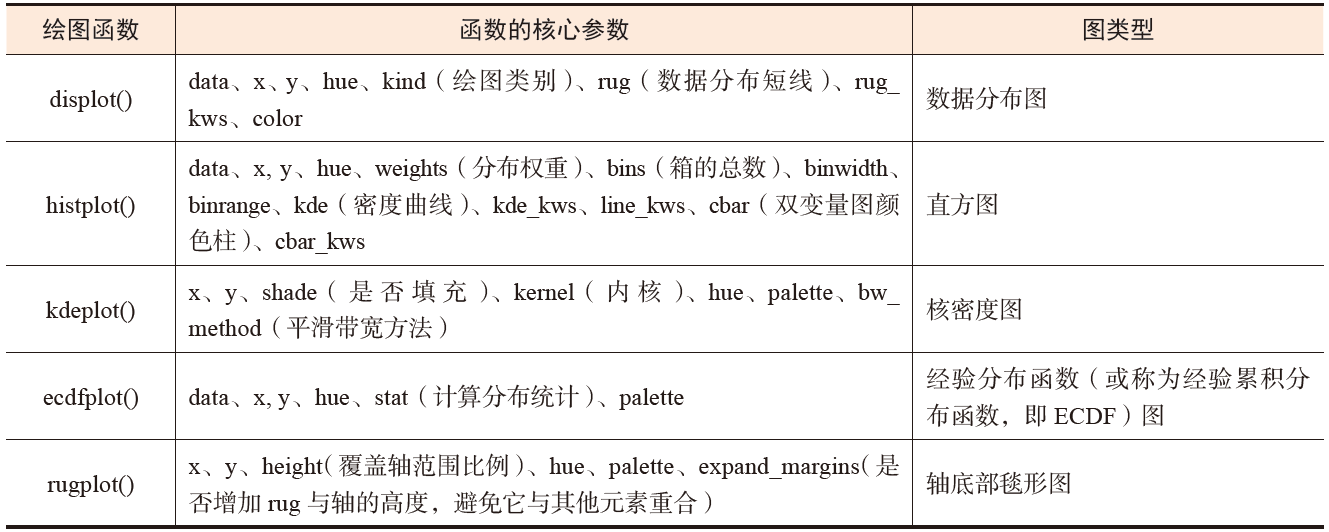 绘图函数 函数的核心参数 图类型
displot() data、x、y、hue、kind（绘图类别）、rug（数据分布短线）、rug_
kws、color 数据分布图
histplot() data、x, y、hue、weights（分布权重）、bins（箱的总数）、binwidth、
binrange、kde（密度曲线）、kde_kws、line_kws、cbar（双变量图颜
色柱）、cbar_kws 直方图
kdeplot() x、y、shade（是否填充）、kernel（内核）、hue、palette、bw_
method（平滑带宽方法） 核密度图
ecdfplot() data、x, y、hue、stat（计算分布统计）、palette 经验分布函数（或称为经验累积分
布函数，即 ECDF）图
rugplot() x、y、height（覆盖轴范围比例）、hue、palette、expand_margins（是
否增加 rug 与轴的高度，避免它与其他元素重合） 轴底部毯形图